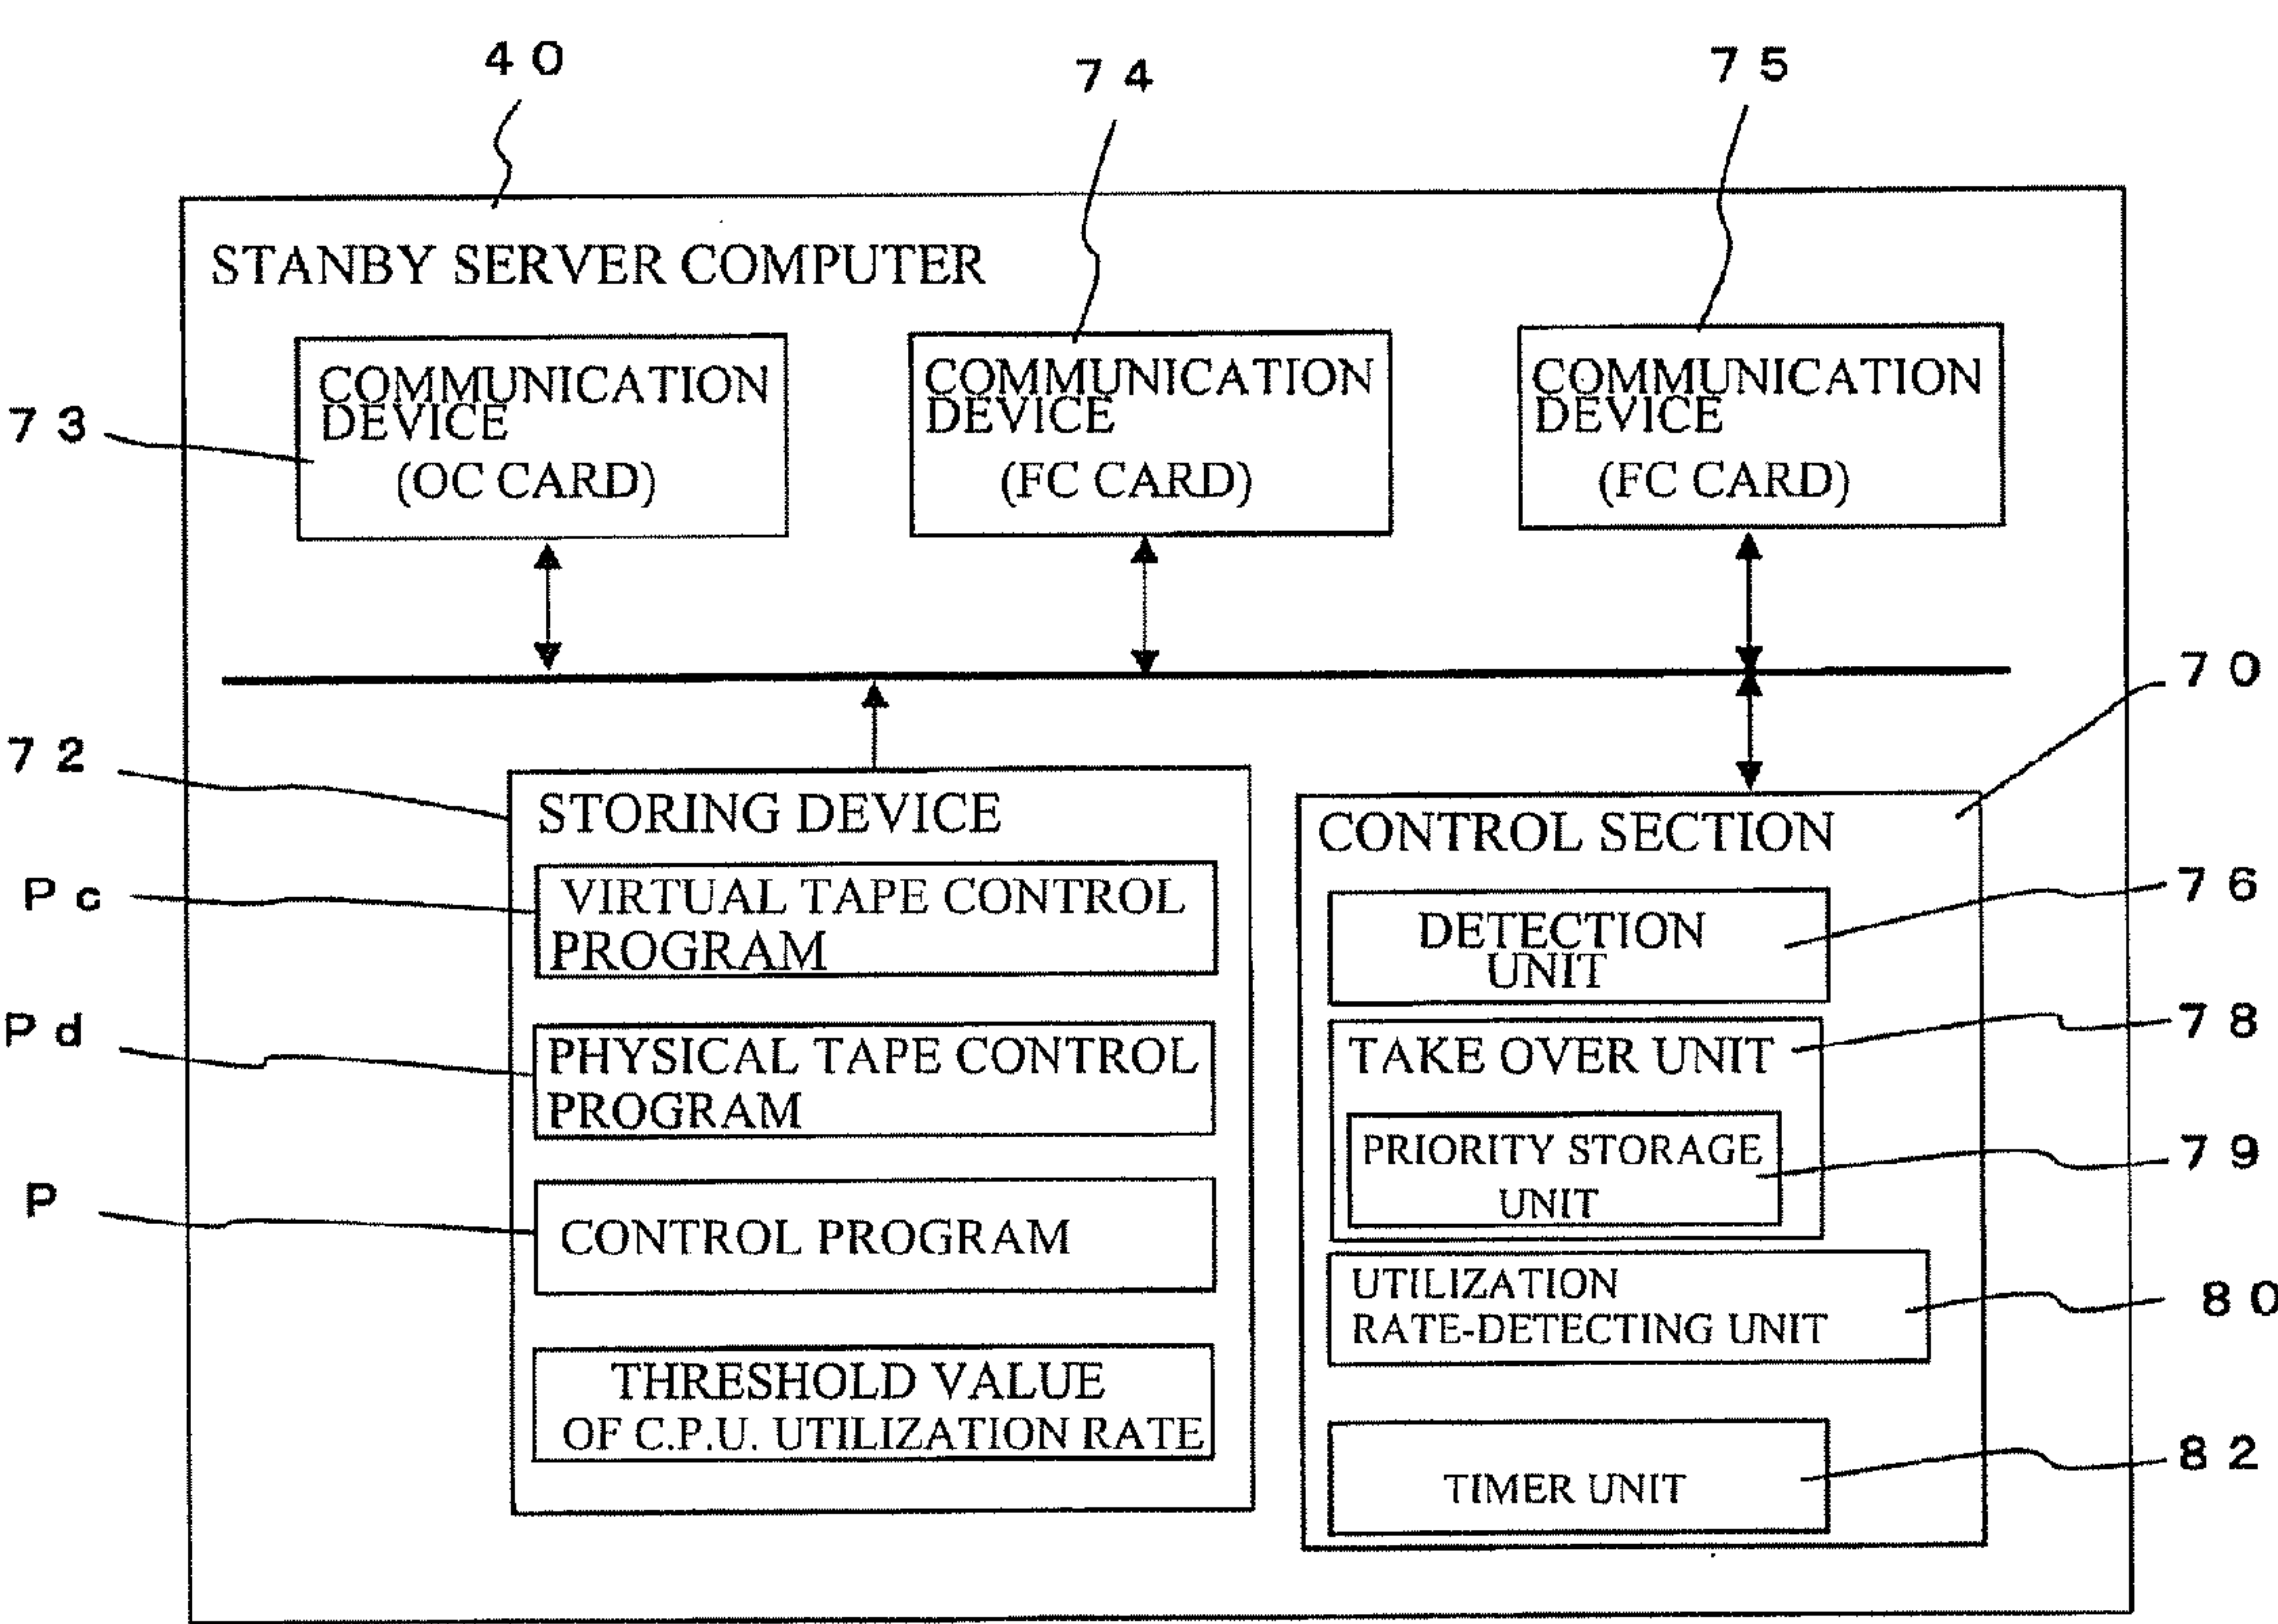 40
74
75
STANBY SERVER COMPUTER
COMMUNICATION
DEVICE
(OC CARD)
COMMUNICATION
DEVICE
(FC CARD)
COMMUNICATION
DEVICE
(FC CARD)
73
70
72
STORING DEVICE
VIRTUAL TAPE CONTROL
PROGRAM
PHYSICAL TAPE CONTROL
PROGRAM
CONTROL PROGRAM
THRESHOLD VALUE
OF C.P.U. UTILIZATION RATE
Pc
Pd
P
CONTROL SECTION
DETECTION
UNIT
TAKE OVER UNIT
PRIORITY STORAGE
UNIT
UTILIZATION
RATE-DETECTING UNIT
TIMER UNIT
76
78
79
80
82